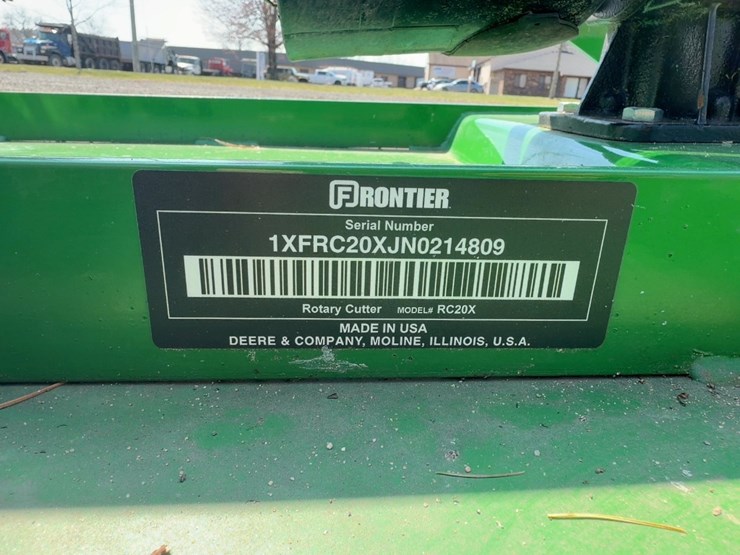 FRONTIER
Serial Number
1XFRC20XJN0214809
Rotary Cutter MODEL# RC20X
MADE IN USA
DEERE & COMPANY, MOLINE, ILLINOIS, U.S.A.